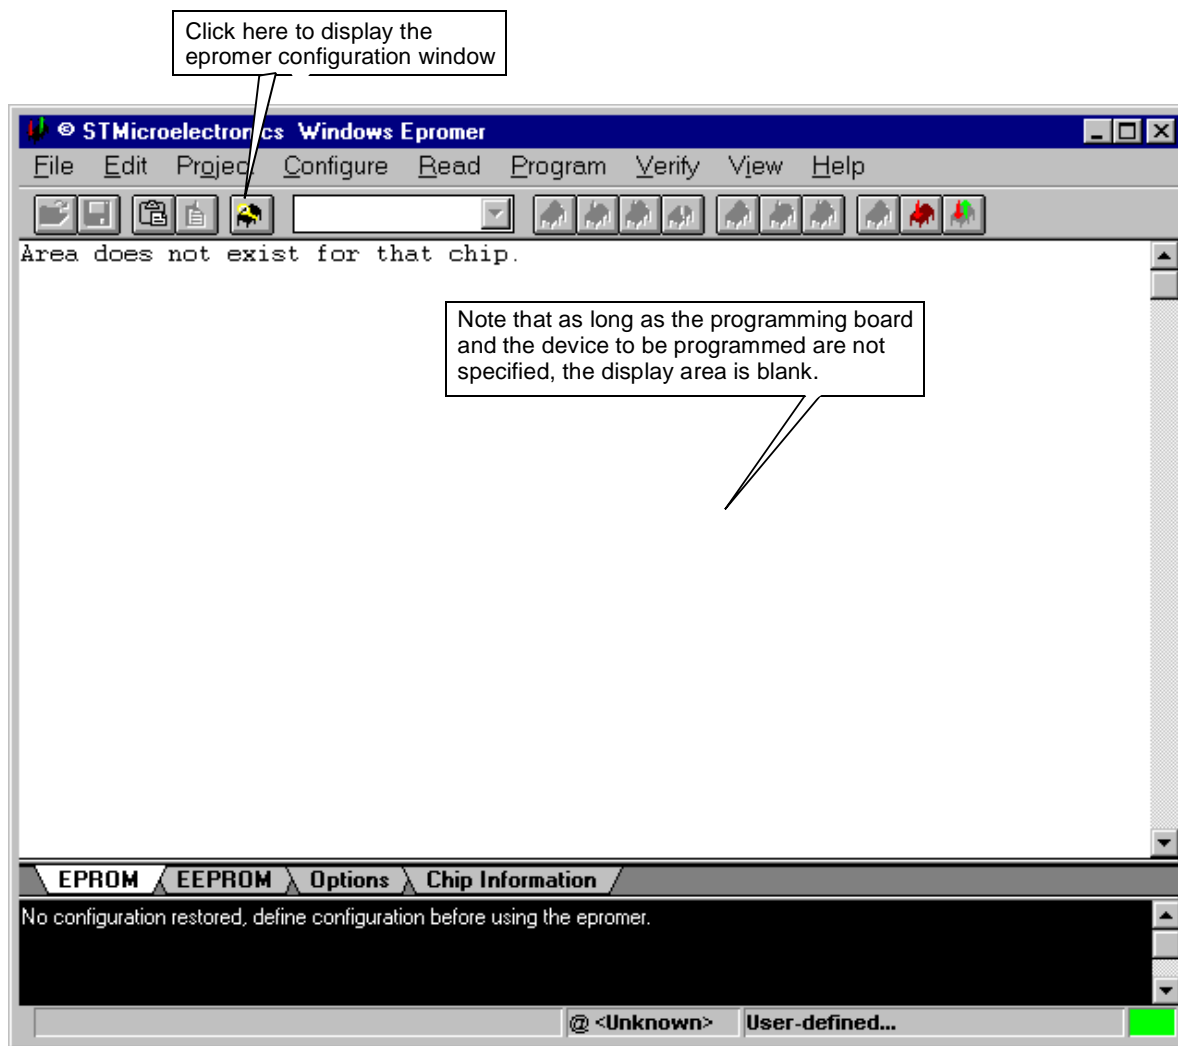 Click here to display the
epromer configuration window
© STMicroelectronics Windows Epromer
File Edit Project Configure Read Program Verify View Help
Area does not exist for that chip.
Note that as long as the programming board
and the device to be programmed are not
specified, the display area is blank.
EPROM EEPROM Options Chip Information
No configuration restored, define configuration before using the epromer.
@ <Unknown> User-defined...